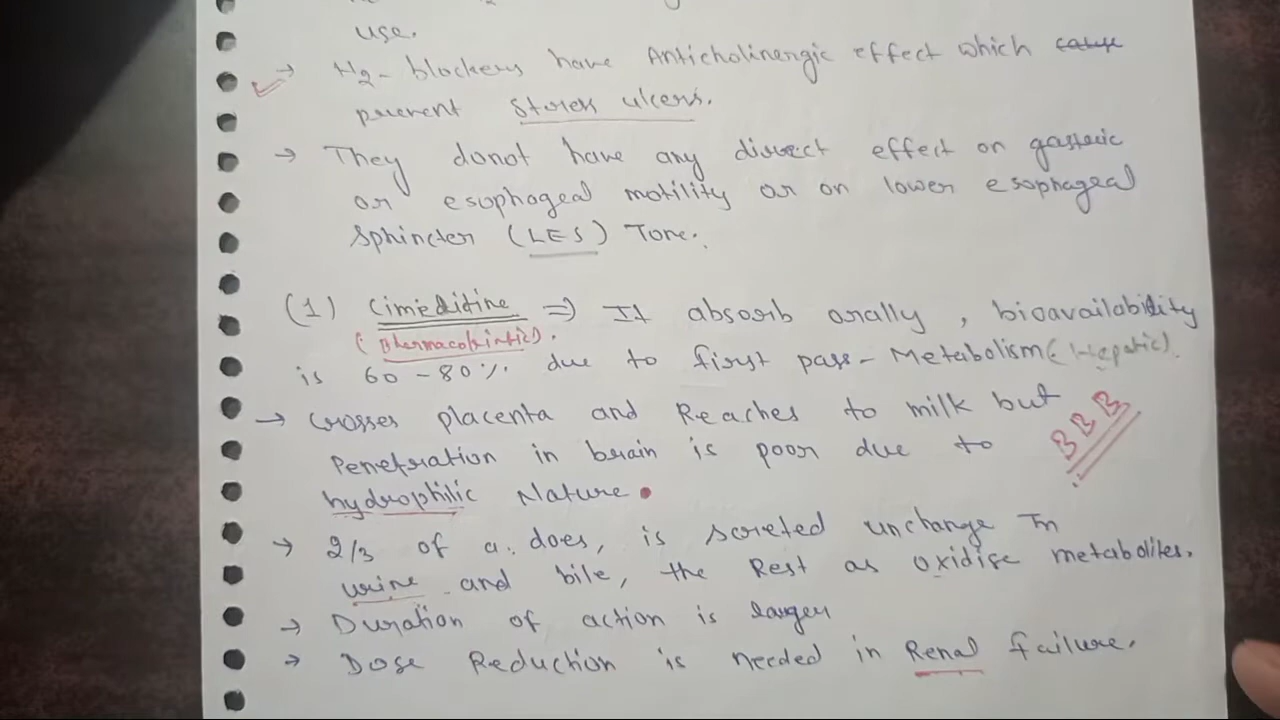 use.
→ H2- blockers have Anticholinergic effect which cause
prevent stress ulcers.
→ They donot have any direct effect on gastric
or esophageal motility or on lower esophageal
Sphincter (LES) Tone.
(1) Cimeditine ⇒ It absorb orally, bioavailability
(Phermacokintic).
is 60-80% due to first pass-Metabolism (Hepatic).
→ Crosses placenta and Reaches to milk but
BBB
Penetration in brain is poor due to
hydrophilic Nature.
→ 2/3 of a. does, is screted unchange In
urine and bile, the Rest as oxidise metabolites.
→ Duration of action is larger
→ Dose Reduction is needed in Renal failure.